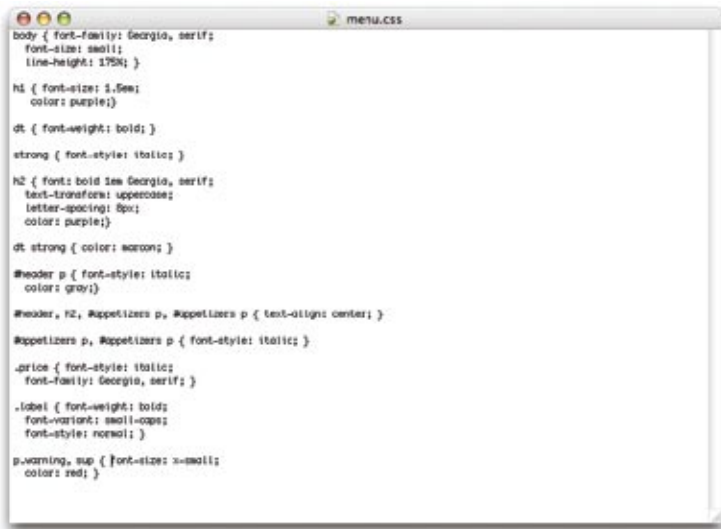 menu.css
body { font-family: Georgia, serif;
font-size: small;
line-height: 175%; }
h1 { font-size: 1.5em;
color: purple;}
dt { font-weight: bold; }
strong { font-style: italic; }
h2 { font: bold 1em Georgia, serif;
text-transform: uppercase;
letter-spacing: 8px;
color: purple;}
dt strong { color: maroon; }
#header p { font-style: italic;
color: gray;}
#header, h2, #appetizers p, #appetizers p { text-align: center; }
#appetizers p, #appetizers p { font-style: italic; }
.price { font-style: italic;
font-family: Georgia, serif; }
.label { font-weight: bold;
font-variant: small-caps;
font-style: normal; }
p.warning, sup { font-size: x-small;
color: red; }